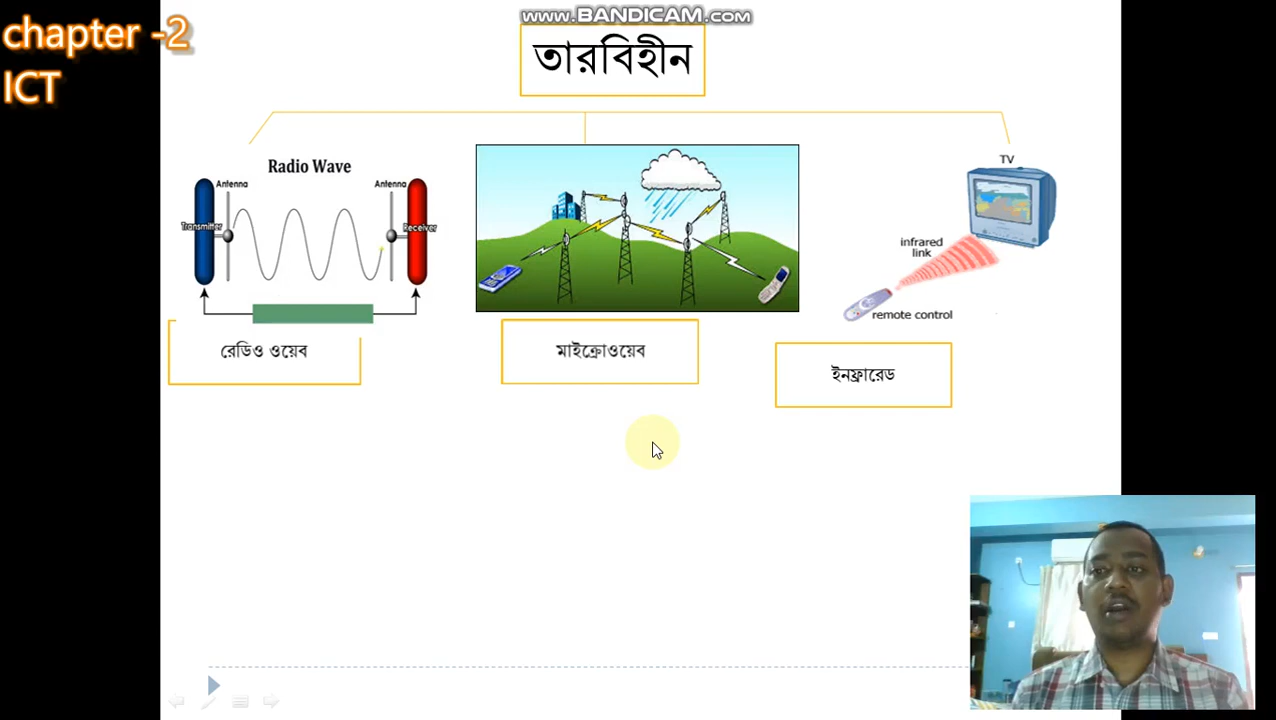 www.BANDICAM.com
chapter -2
ICT
তারবিহীন
Radio Wave
Antenna
Antenna
Transmitter
Receiver
TV
infrared
link
remote control
রেডিও ওয়েব
মাইক্রোওয়েব
ইনফ্রারেড